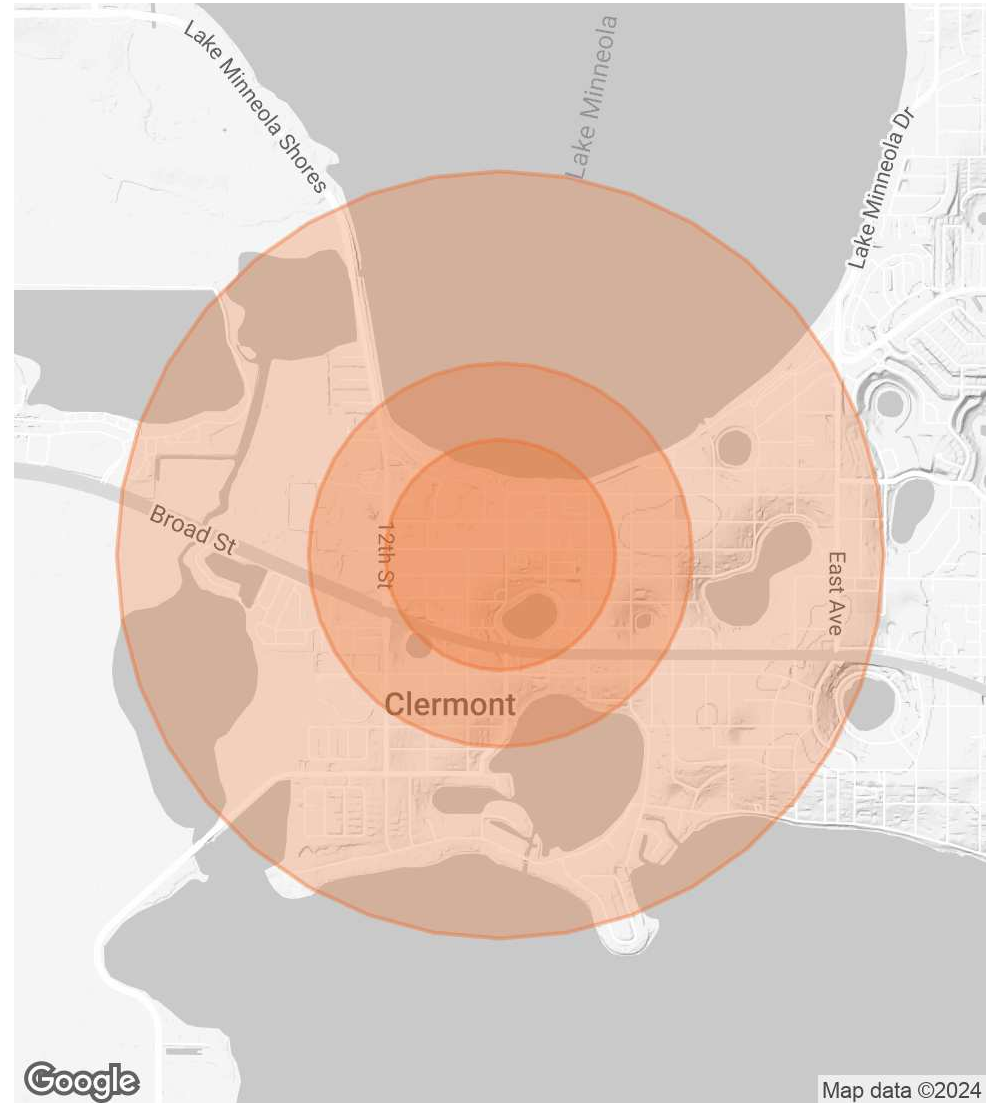 Lake Minneola Shores
Lake Minneola
Lake Minneola Dr
Broad St
12th St
East Ave
Clermont
Google
Map data ©2024